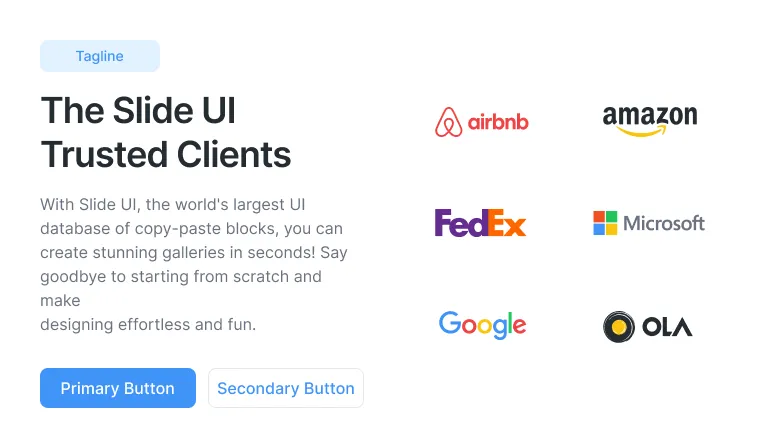 Tagline
The Slide UI
Trusted Clients
With Slide UI, the world's largest UI
database of copy-paste blocks, you can
create stunning galleries in seconds! Say
goodbye to starting from scratch and
make
designing effortless and fun.
Primary Button
Secondary Button
airbnb
amazon
FedEx
Microsoft
Google
OLA